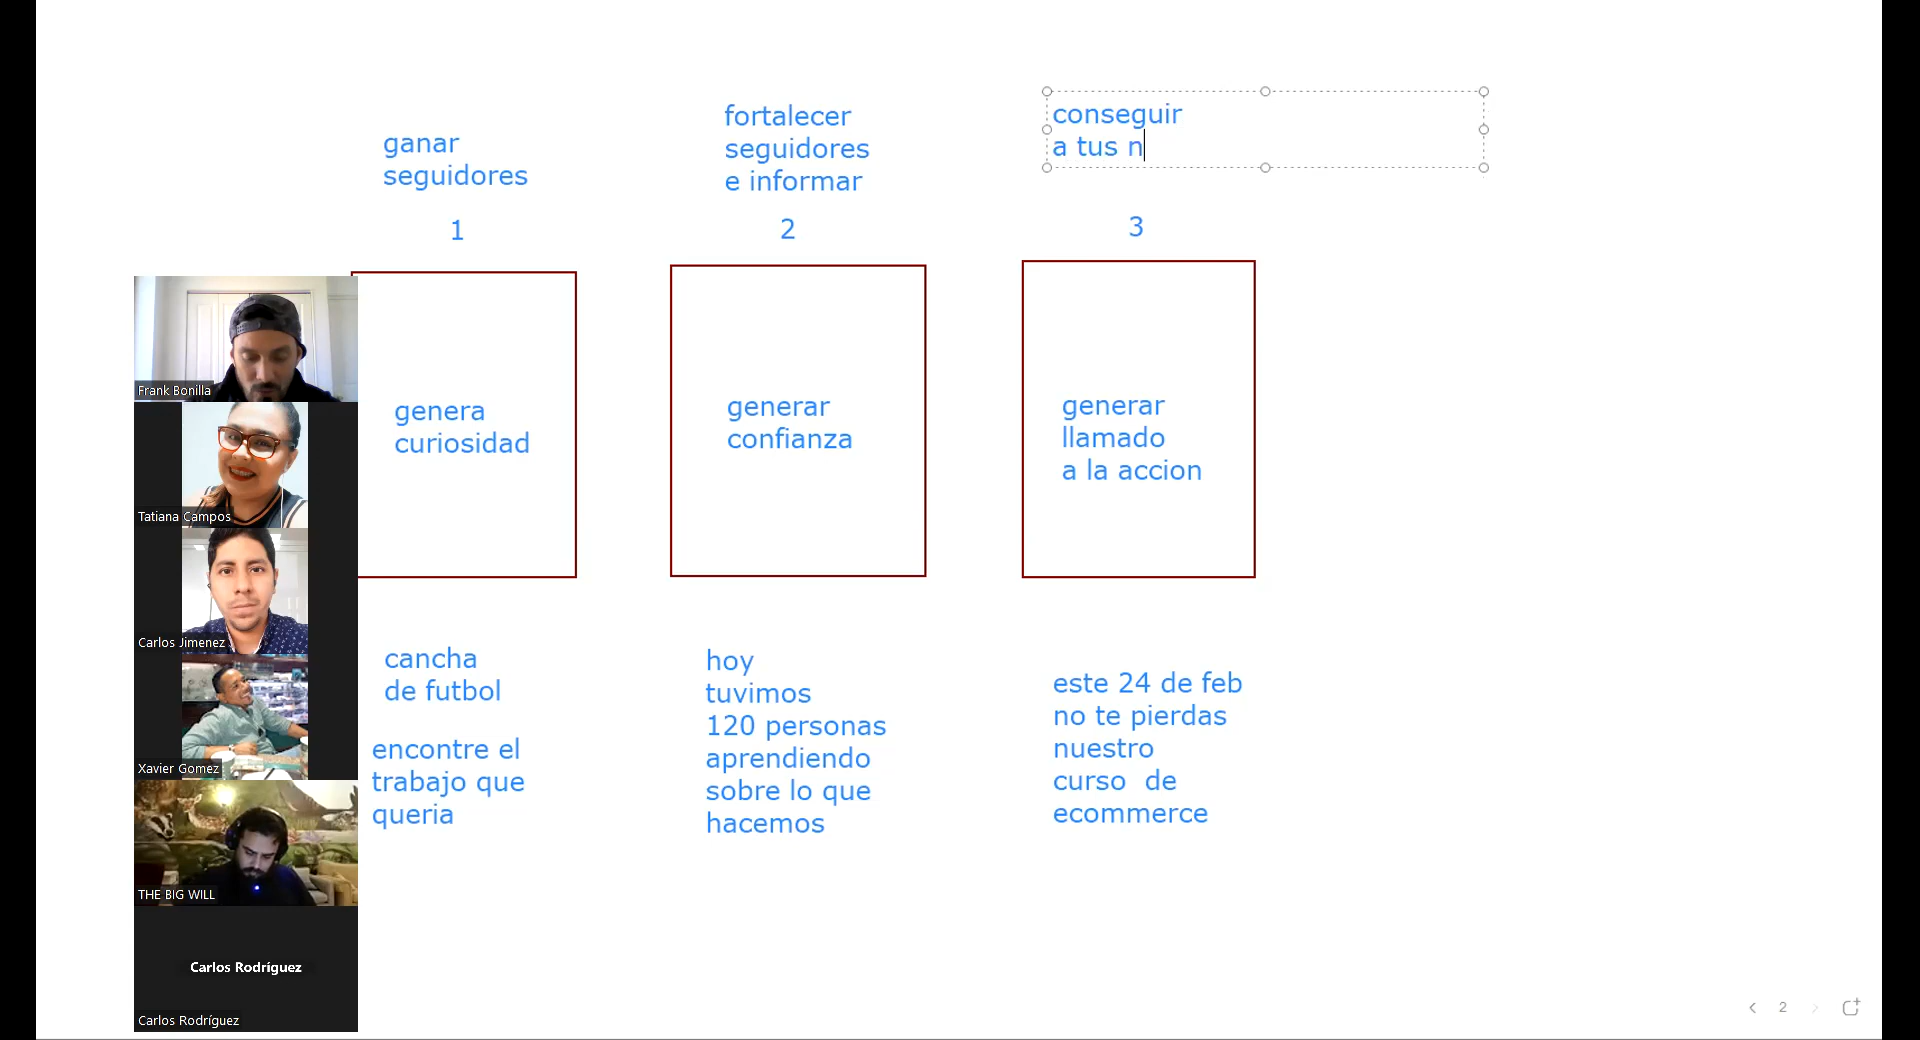 ganar
seguidores
1
genera
curiosidad
cancha
de futbol
encontre el
trabajo que
queria
fortalecer
seguidores
e informar
2
generar
confianza
hoy
tuvimos
120 personas
aprendiendo
sobre lo que
hacemos
conseguir
a tus n
3
generar
llamado
a la accion
este 24 de feb
no te pierdas
nuestro
curso de
ecommerce
Frank Bonilla
Tatiana Campos
Carlos Jimenez
Xavier Gomez
THE BIG WILL
Carlos Rodríguez
Carlos Rodríguez
2